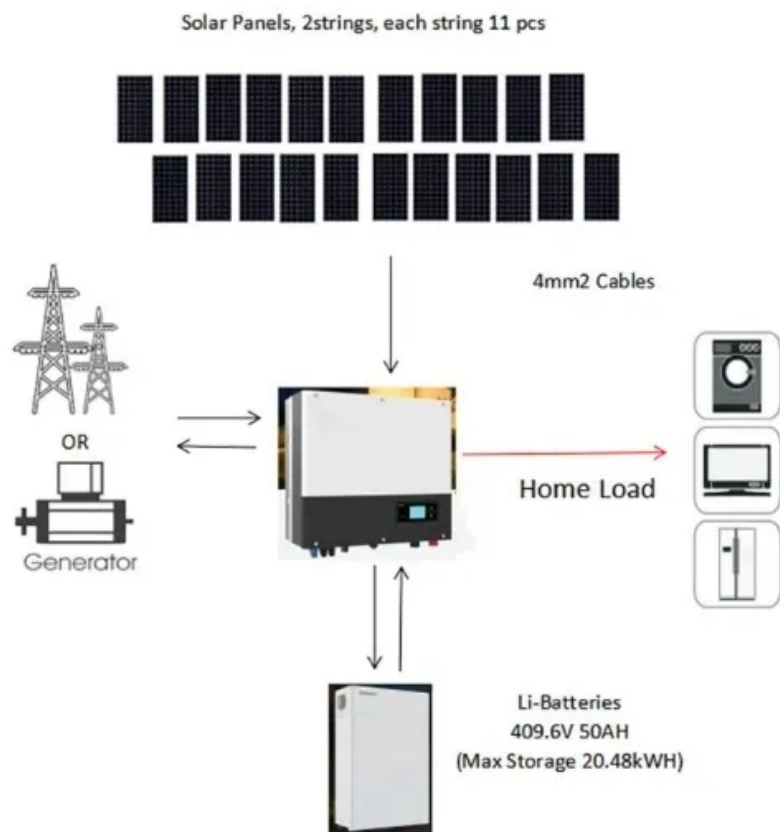 Solar Panels, 2strings, each string 11 pcs
4mm2 Cables
OR
Generator
Home Load
Li-Batteries
409.6V 50AH
(Max Storage 20.48kWH)